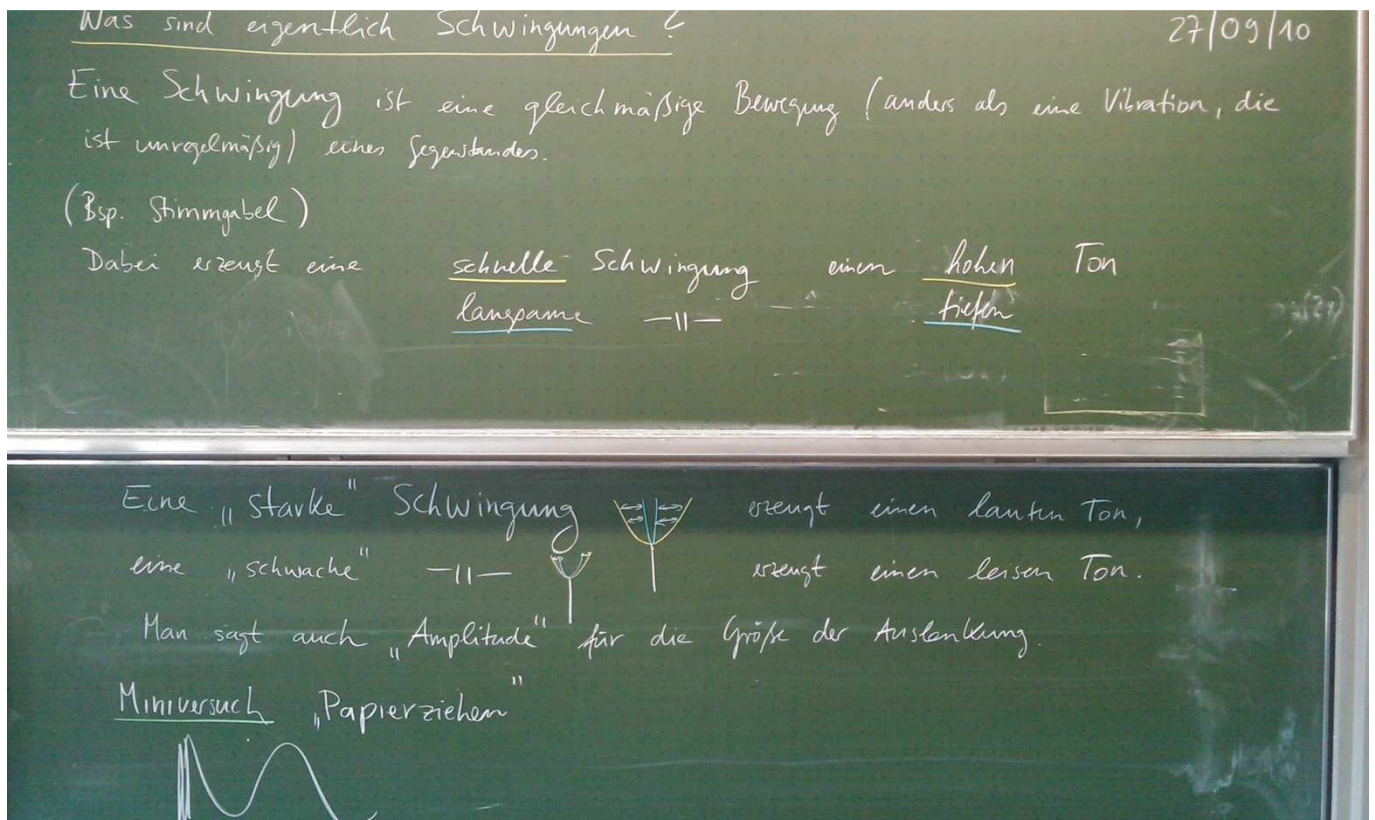 Was sind eigentlich Schwingungen ?
27/09/10
Eine Schwingung ist eine gleichmäßige Bewegung (anders als eine Vibration, die
ist unregelmäßig) eines Gegenstandes.
(Bsp. Stimmgabel)
Dabei erzeugt eine schnelle Schwingung einen hohen Ton
langsame —||— tiefen
Eine „starke" Schwingung erzeugt einen lauten Ton,
eine „schwache" —||— erzeugt einen leisen Ton.
Man sagt auch „Amplitude" für die Größe der Auslenkung.
Miniversuch „Papierziehen"